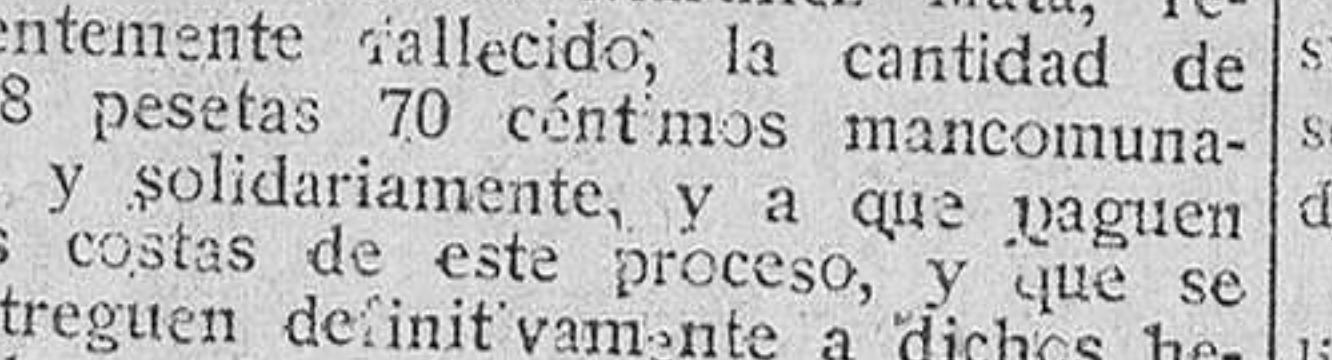 entemente fallecido; la cantidad de
8 pesetas 70 céntimos mancomuna-
y solidariamente, y a que paguen
s costas de este proceso, y que se
treguen definitivamente a dichos he-